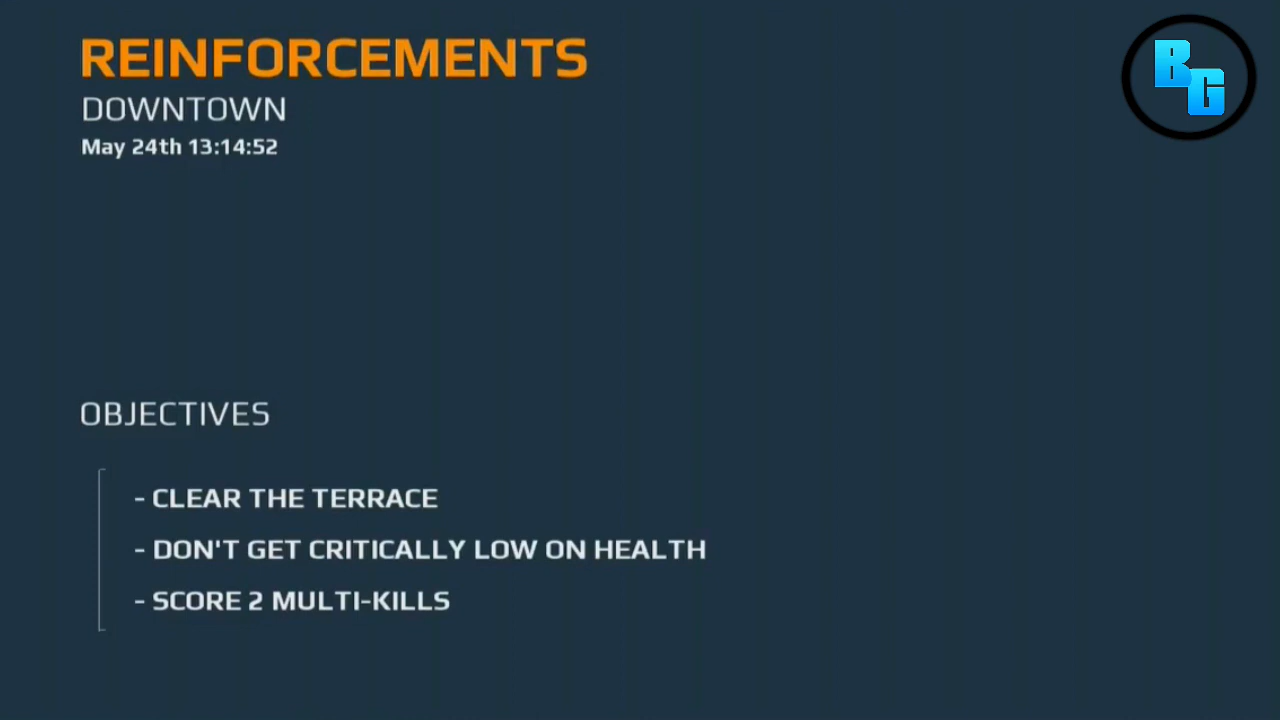 REINFORCEMENTS
DOWNTOWN
May 24th 13:14:52
BG
OBJECTIVES
- CLEAR THE TERRACE
- DON'T GET CRITICALLY LOW ON HEALTH
- SCORE 2 MULTI-KILLS